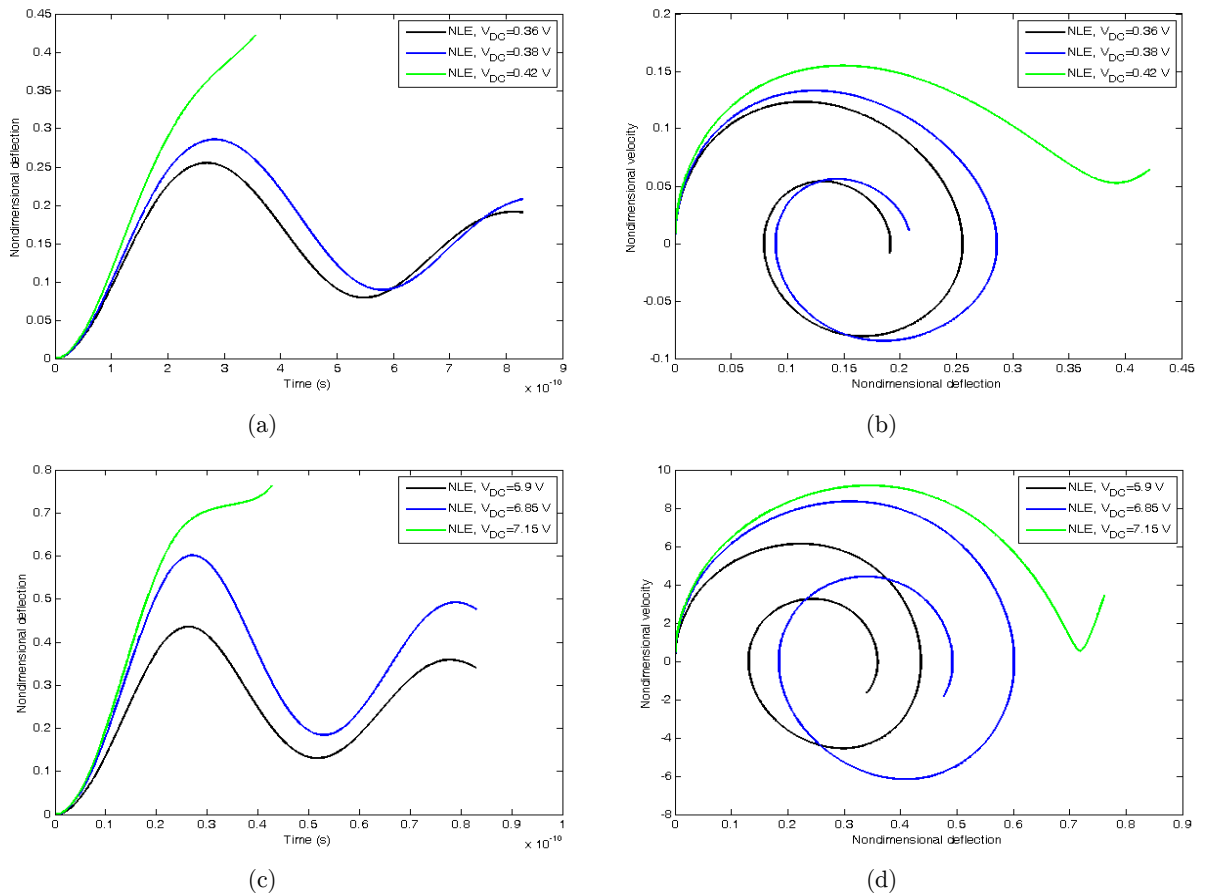 0.45
0.4
0.35
0.3
0.25
0.2
0.15
0.1
0.05
0
Nondimensional deflection
NLE, V_DC=0.36 V
NLE, V_DC=0.38 V
NLE, V_DC=0.42 V
0 1 2 3 4 5 6 7 8 9
Time (s)
x 10^-10
(a)
0.2
0.15
0.1
0.05
0
-0.05
-0.1
Nondimensional velocity
NLE, V_DC=0.36 V
NLE, V_DC=0.38 V
NLE, V_DC=0.42 V
0 0.05 0.1 0.15 0.2 0.25 0.3 0.35 0.4 0.45
Nondimensional deflection
(b)
0.8
0.7
0.6
0.5
0.4
0.3
0.2
0.1
0
Nondimensional deflection
NLE, V_DC=5.9 V
NLE, V_DC=6.85 V
NLE, V_DC=7.15 V
0 0.1 0.2 0.3 0.4 0.5 0.6 0.7 0.8 0.9 1
Time (s)
x 10^-10
(c)
10
8
6
4
2
0
-2
-4
-6
-8
Nondimensional velocity
NLE, V_DC=5.9 V
NLE, V_DC=6.85 V
NLE, V_DC=7.15 V
0 0.1 0.2 0.3 0.4 0.5 0.6 0.7 0.8 0.9
Nondimensional deflection
(d)